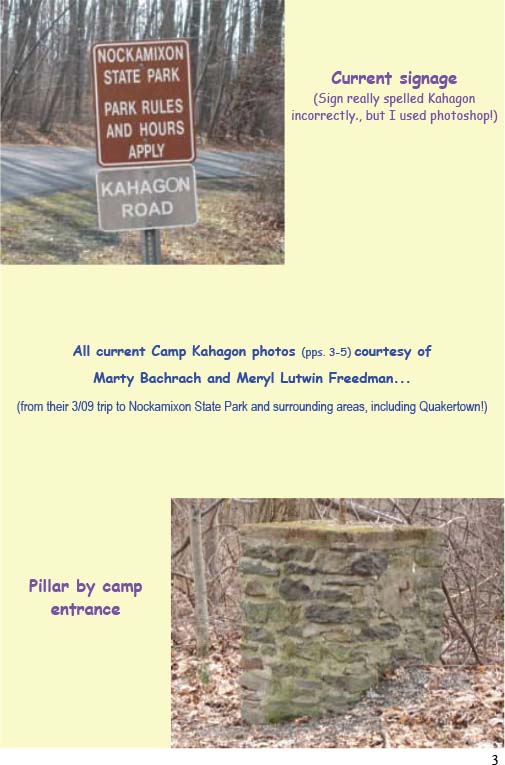 NOCKAMIXON
STATE PARK
PARK RULES
AND HOURS
APPLY
KAHAGON
ROAD
Current signage
(Sign really spelled Kahagon
incorrectly., but I used photoshop!)
All current Camp Kahagon photos (pps. 3-5) courtesy of
Marty Bachrach and Meryl Lutwin Freedman...
(from their 3/09 trip to Nockamixon State Park and surrounding areas, including Quakertown!)
Pillar by camp
entrance
3